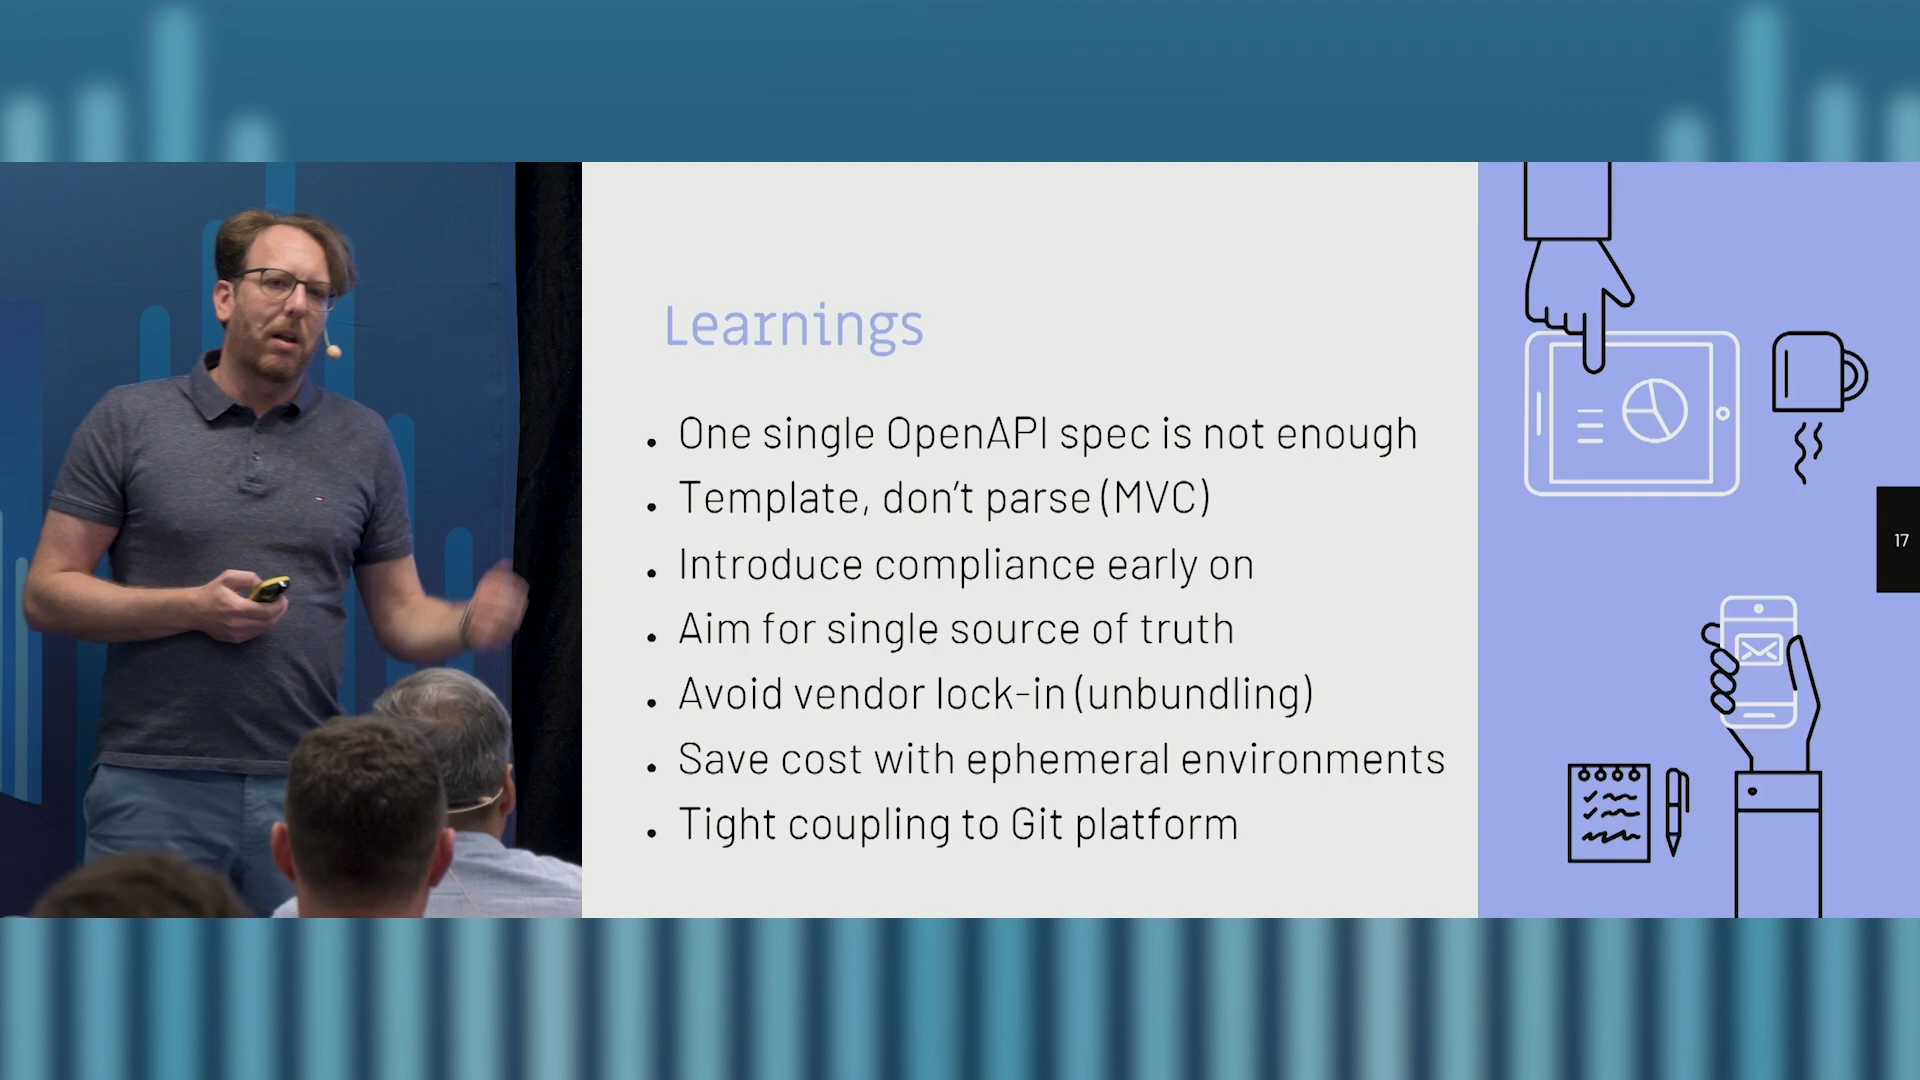 Learnings
One single OpenAPI spec is not enough
Template, don't parse (MVC)
Introduce compliance early on
Aim for single source of truth
Avoid vendor lock-in (unbundling)
Save cost with ephemeral environments
Tight coupling to Git platform
17